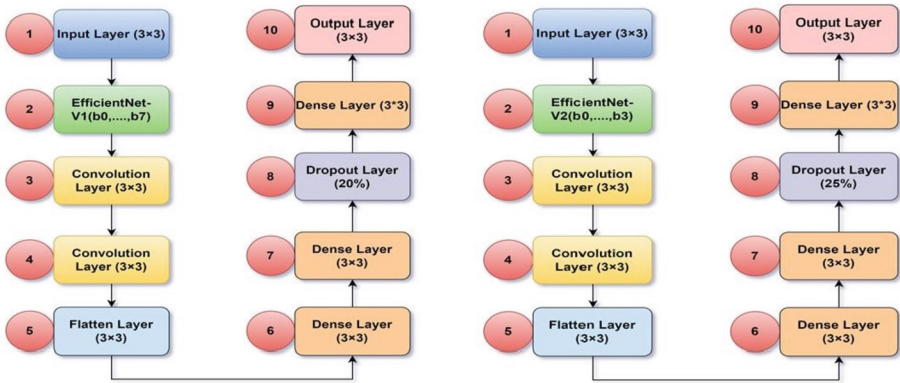 1
Input Layer (3×3)
2
EfficientNet-
V1(b0,....,b7)
3
Convolution
Layer (3×3)
4
Convolution
Layer (3×3)
5
Flatten Layer
(3×3)
6
Dense Layer
(3×3)
7
Dense Layer
(3×3)
8
Dropout Layer
(20%)
9
Dense Layer (3*3)
10
Output Layer
(3×3)
1
Input Layer (3×3)
2
EfficientNet-
V2(b0,....,b3)
3
Convolution
Layer (3×3)
4
Convolution
Layer (3×3)
5
Flatten Layer
(3×3)
6
Dense Layer
(3×3)
7
Dense Layer
(3×3)
8
Dropout Layer
(25%)
9
Dense Layer (3*3)
10
Output Layer
(3×3)